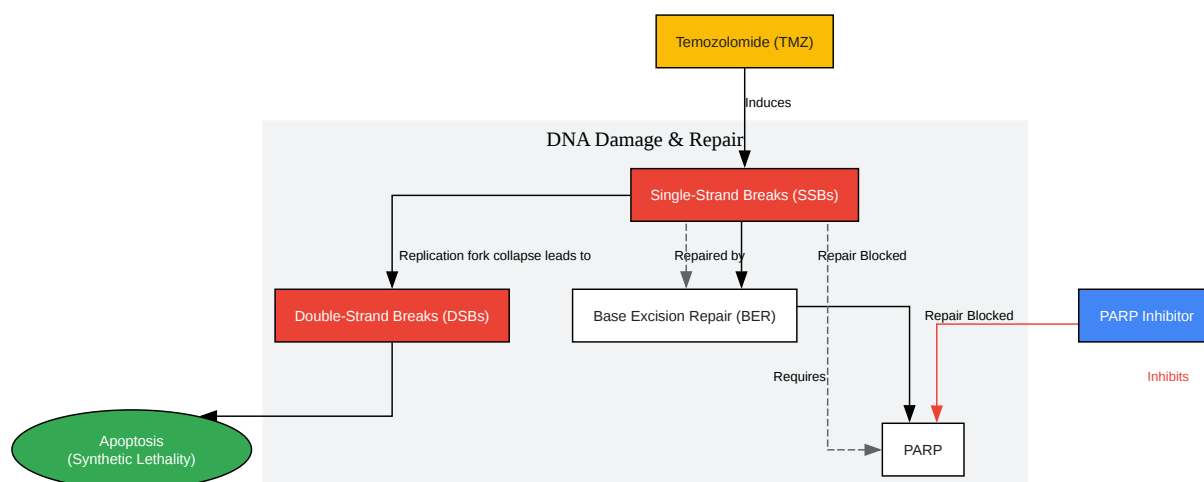 Temozolomide (TMZ)
Induces
DNA Damage & Repair
Single-Strand Breaks (SSBs)
Replication fork collapse leads to
Repaired by
Repair Blocked
Double-Strand Breaks (DSBs)
Base Excision Repair (BER)
Repair Blocked
PARP Inhibitor
Requires
Inhibits
Apoptosis
(Synthetic Lethality)
PARP